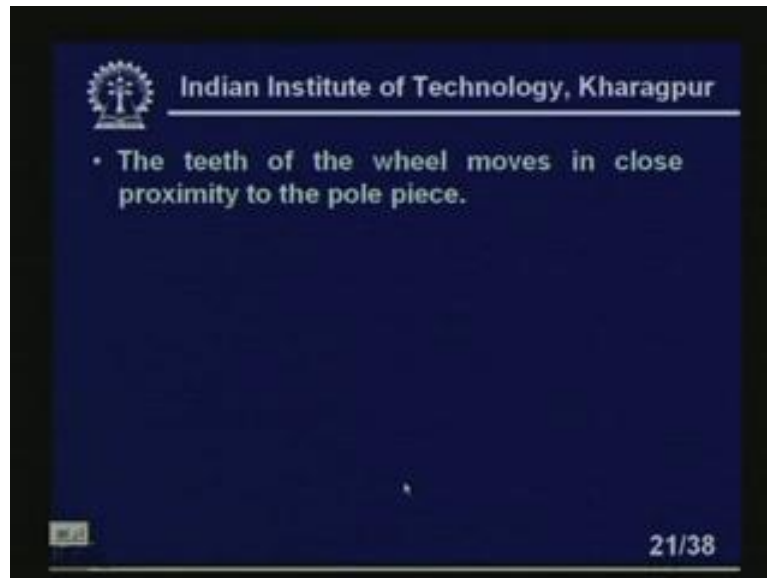 Indian Institute of Technology, Kharagpur
• The teeth of the wheel moves in close
proximity to the pole piece.
21/38